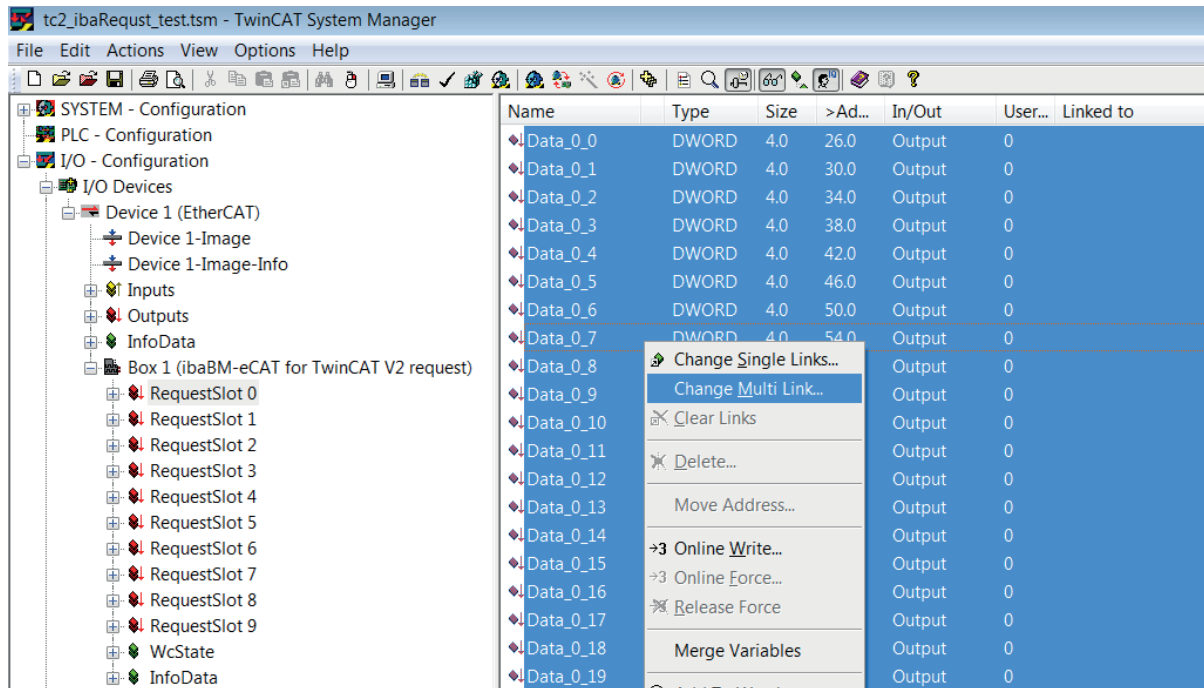 tc2_ibaRequst_test.tsm - TwinCAT System Manager
File Edit Actions View Options Help
SYSTEM - Configuration
PLC - Configuration
I/O - Configuration
I/O Devices
Device 1 (EtherCAT)
Device 1-Image
Device 1-Image-Info
Inputs
Outputs
InfoData
Box 1 (ibaBM-eCAT for TwinCAT V2 request)
RequestSlot 0
RequestSlot 1
RequestSlot 2
RequestSlot 3
RequestSlot 4
RequestSlot 5
RequestSlot 6
RequestSlot 7
RequestSlot 8
RequestSlot 9
WcState
InfoData
Name Type Size >Ad... In/Out User... Linked to
Data_0_0 DWORD 4.0 26.0 Output 0
Data_0_1 DWORD 4.0 30.0 Output 0
Data_0_2 DWORD 4.0 34.0 Output 0
Data_0_3 DWORD 4.0 38.0 Output 0
Data_0_4 DWORD 4.0 42.0 Output 0
Data_0_5 DWORD 4.0 46.0 Output 0
Data_0_6 DWORD 4.0 50.0 Output 0
Data_0_7 DWORD 4.0 54.0 Output 0
Data_0_8 Output 0
Data_0_9 Output 0
Data_0_10 Output 0
Data_0_11 Output 0
Data_0_12 Output 0
Data_0_13 Output 0
Data_0_14 Output 0
Data_0_15 Output 0
Data_0_16 Output 0
Data_0_17 Output 0
Data_0_18 Output 0
Data_0_19 Output 0
Change Single Links...
Change Multi Link...
Clear Links
Delete...
Move Address...
Online Write...
Online Force...
Release Force
Merge Variables